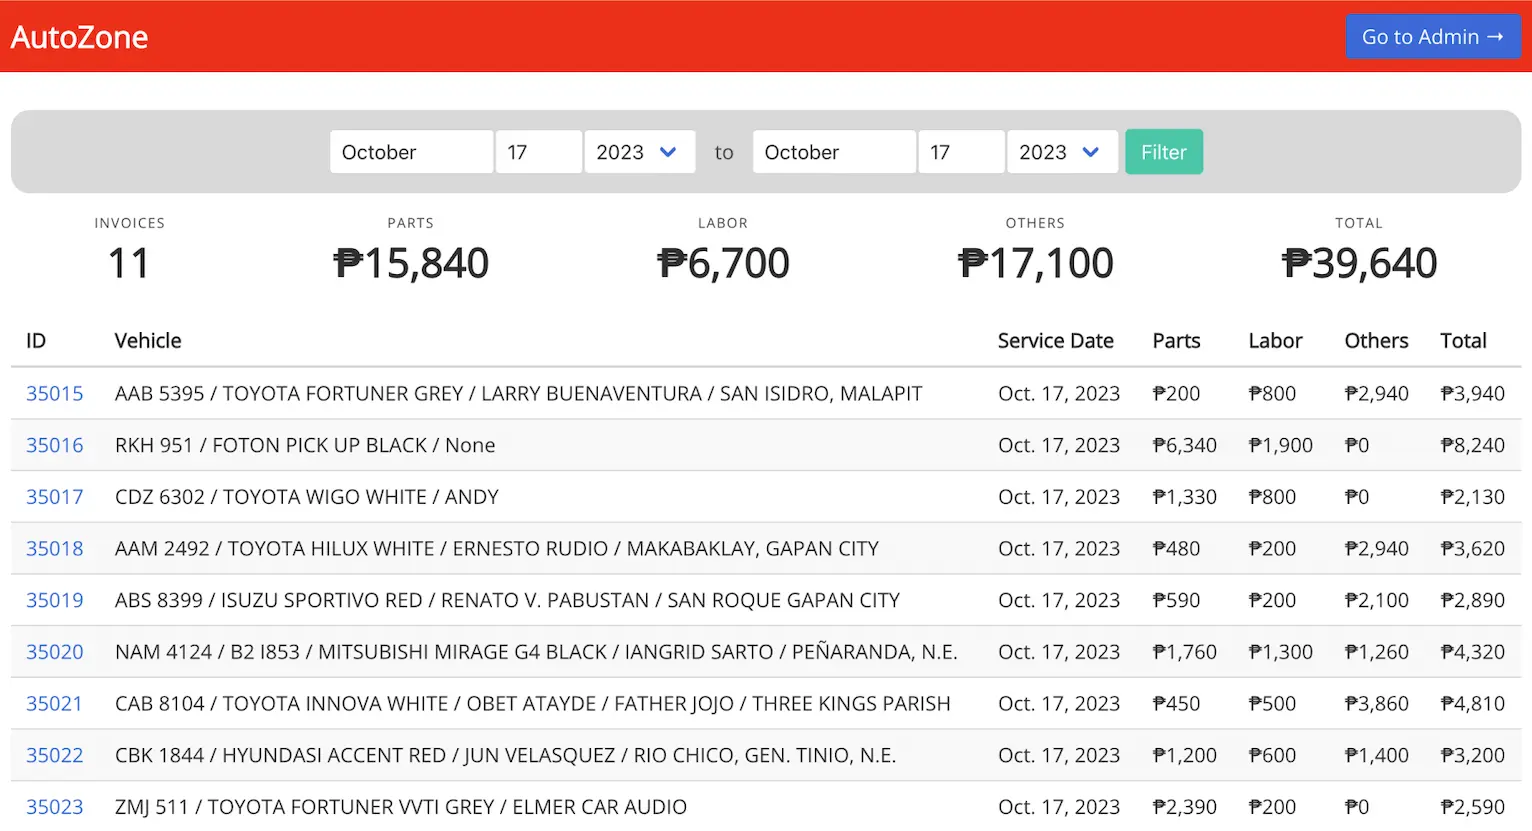 AutoZone Go to Admin →
October 17 2023 to October 17 2023 Filter
INVOICES PARTS LABOR OTHERS TOTAL
11 ₱15,840 ₱6,700 ₱17,100 ₱39,640
ID Vehicle Service Date Parts Labor Others Total
35015 AAB 5395 / TOYOTA FORTUNER GREY / LARRY BUENAVENTURA / SAN ISIDRO, MALAPIT Oct. 17, 2023 ₱200 ₱800 ₱2,940 ₱3,940
35016 RKH 951 / FOTON PICK UP BLACK / None Oct. 17, 2023 ₱6,340 ₱1,900 ₱0 ₱8,240
35017 CDZ 6302 / TOYOTA WIGO WHITE / ANDY Oct. 17, 2023 ₱1,330 ₱800 ₱0 ₱2,130
35018 AAM 2492 / TOYOTA HILUX WHITE / ERNESTO RUDIO / MAKABAKLAY, GAPAN CITY Oct. 17, 2023 ₱480 ₱200 ₱2,940 ₱3,620
35019 ABS 8399 / ISUZU SPORTIVO RED / RENATO V. PABUSTAN / SAN ROQUE GAPAN CITY Oct. 17, 2023 ₱590 ₱200 ₱2,100 ₱2,890
35020 NAM 4124 / B2 I853 / MITSUBISHI MIRAGE G4 BLACK / IANGRID SARTO / PEÑARANDA, N.E. Oct. 17, 2023 ₱1,760 ₱1,300 ₱1,260 ₱4,320
35021 CAB 8104 / TOYOTA INNOVA WHITE / OBET ATAYDE / FATHER JOJO / THREE KINGS PARISH Oct. 17, 2023 ₱450 ₱500 ₱3,860 ₱4,810
35022 CBK 1844 / HYUNDASI ACCENT RED / JUN VELASQUEZ / RIO CHICO, GEN. TINIO, N.E. Oct. 17, 2023 ₱1,200 ₱600 ₱1,400 ₱3,200
35023 ZMJ 511 / TOYOTA FORTUNER VVTI GREY / ELMER CAR AUDIO Oct. 17, 2023 ₱2,390 ₱200 ₱0 ₱2,590